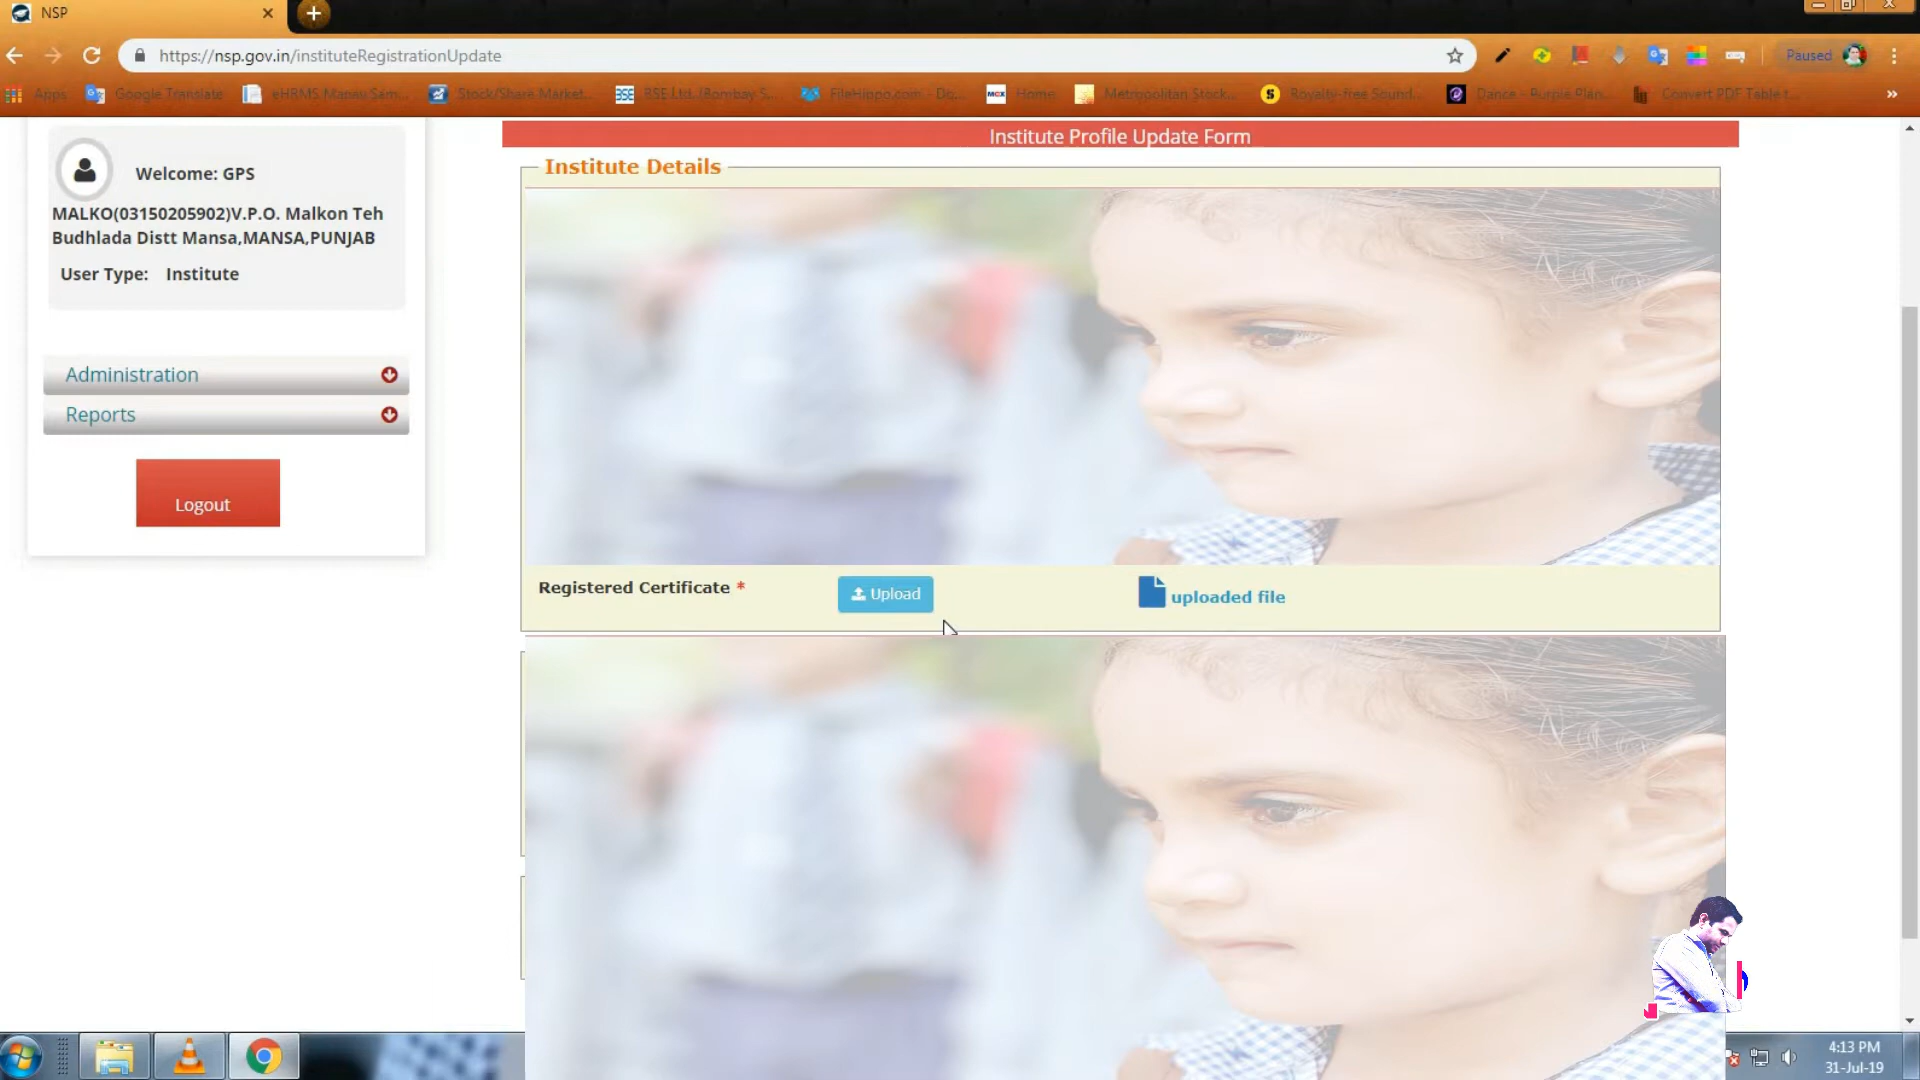 NSP
https://nsp.gov.in/instituteRegistrationUpdate
Paused
Apps
Google Translate
eHRMS Manav Sam...
Stock/Share Market...
BSE Ltd. (Bombay S...
FileHippo.com - Do...
MCX
Home
Metropolitan Stock...
Royalty-free Sound...
Dance - Purple Plan...
Convert PDF Table t...
Institute Profile Update Form
Institute Details
Welcome: GPS
MALKO(03150205902)V.P.O. Malkon Teh
Budhlada Distt Mansa,MANSA,PUNJAB
User Type: Institute
Administration
Reports
Logout
Registered Certificate *
Upload
uploaded file
4:13 PM
31-Jul-19